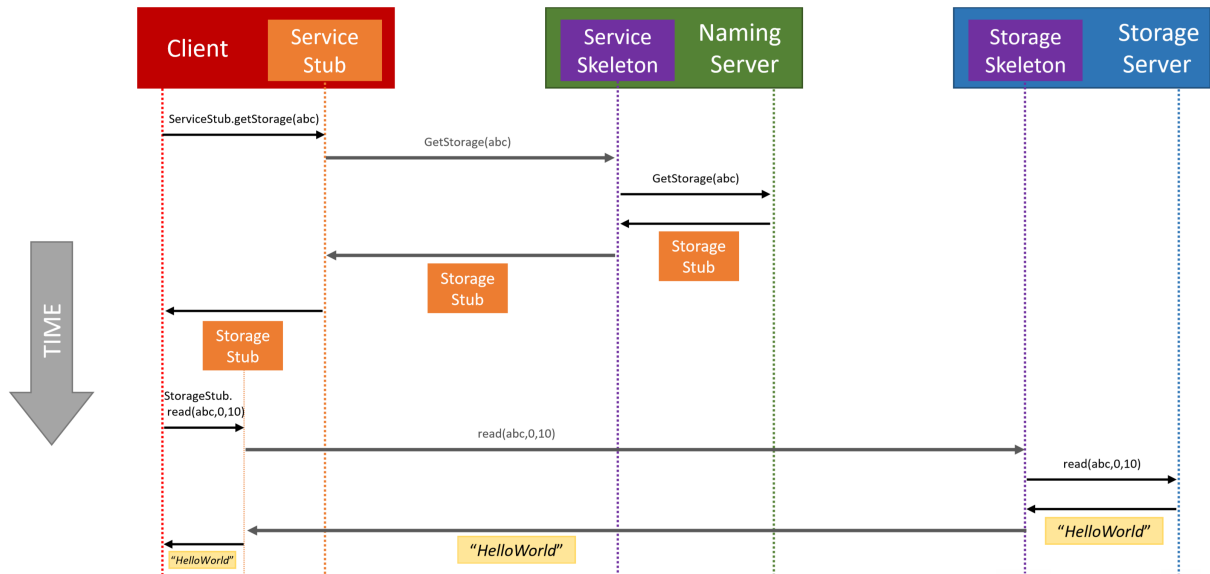 Client
Service
Stub
Service
Skeleton
Naming
Server
Storage
Skeleton
Storage
Server
ServiceStub.getStorage(abc)
GetStorage(abc)
GetStorage(abc)
Storage
Stub
Storage
Stub
Storage
Stub
TIME
StorageStub.
read(abc,0,10)
read(abc,0,10)
read(abc,0,10)
“HelloWorld”
“HelloWorld”
“HelloWorld”